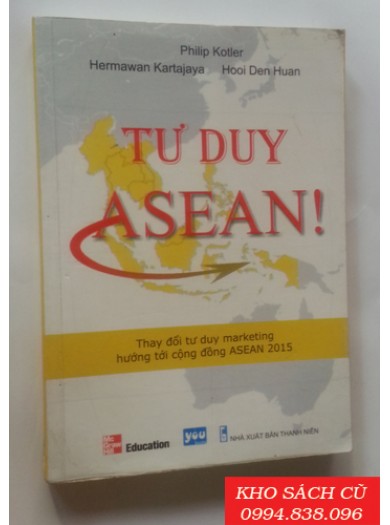 Philip Kotler
Hermawan Kartajaya Hooi Den Huan
TƯ DUY
ASEAN!
Thay đổi tư duy marketing
hướng tới cộng đồng ASEAN 2015
Education you NHÀ XUẤT BẢN THANH NIÊN
KHO SÁCH CŨ
0994.838.096